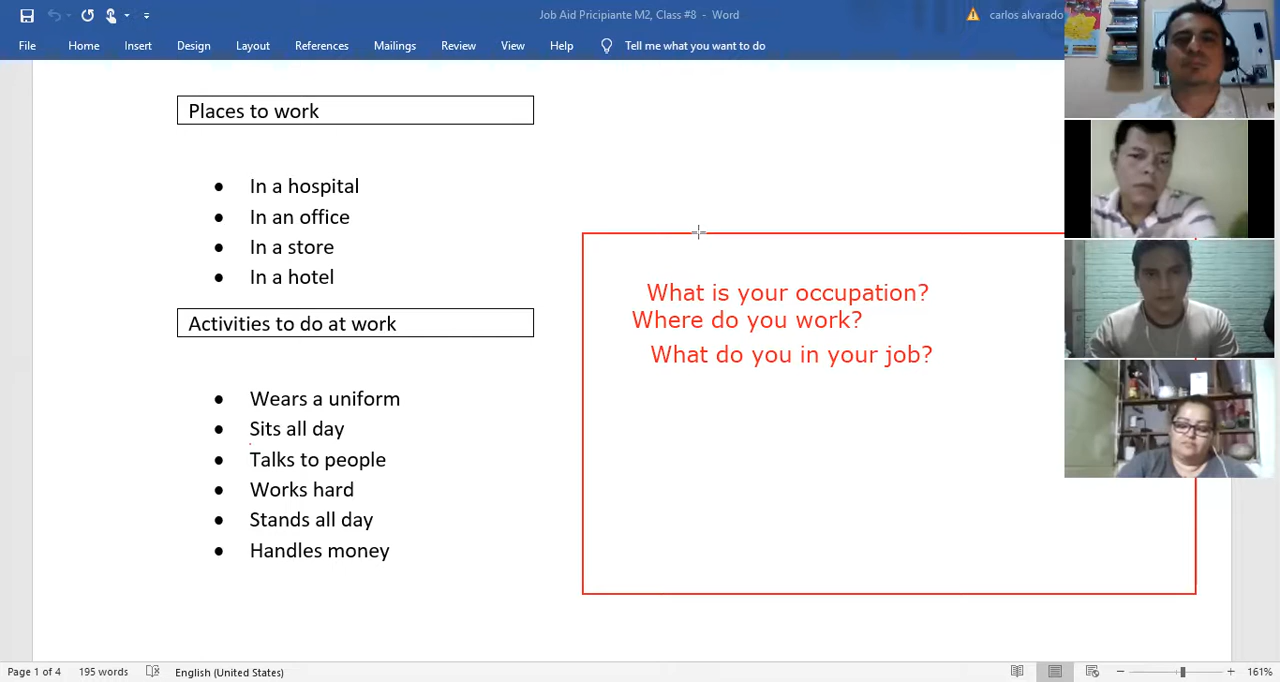 Job Aid Pricipiante M2, Class #8 - Word
carlos alvarado
File Home Insert Design Layout References Mailings Review View Help Tell me what you want to do
Places to work
In a hospital
In an office
In a store
In a hotel
Activities to do at work
Wears a uniform
Sits all day
Talks to people
Works hard
Stands all day
Handles money
What is your occupation?
Where do you work?
What do you in your job?
Page 1 of 4 195 words English (United States) 161%